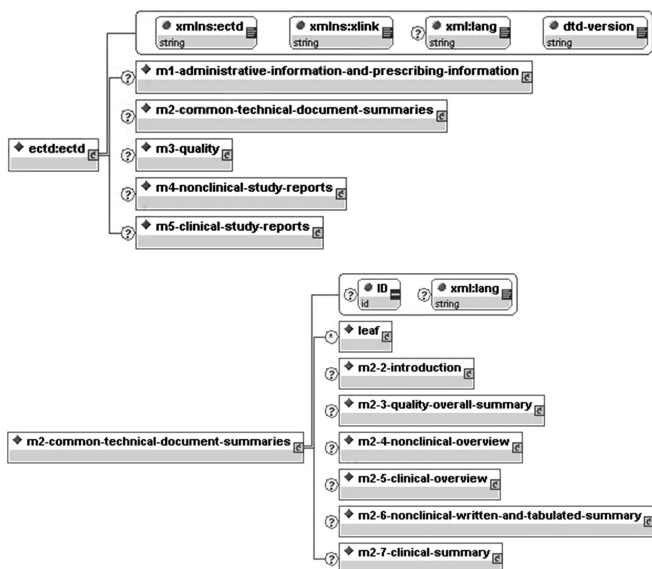 xmlns:ectd xmlns:xlink xml:lang dtd-version
string string string string
m1-administrative-information-and-prescribing-information
m2-common-technical-document-summaries
ectd:ectd
m3-quality
m4-nonclinical-study-reports
m5-clinical-study-reports
ID xml:lang
id string
leaf
m2-2-introduction
m2-3-quality-overall-summary
m2-common-technical-document-summaries
m2-4-nonclinical-overview
m2-5-clinical-overview
m2-6-nonclinical-written-and-tabulated-summary
m2-7-clinical-summary